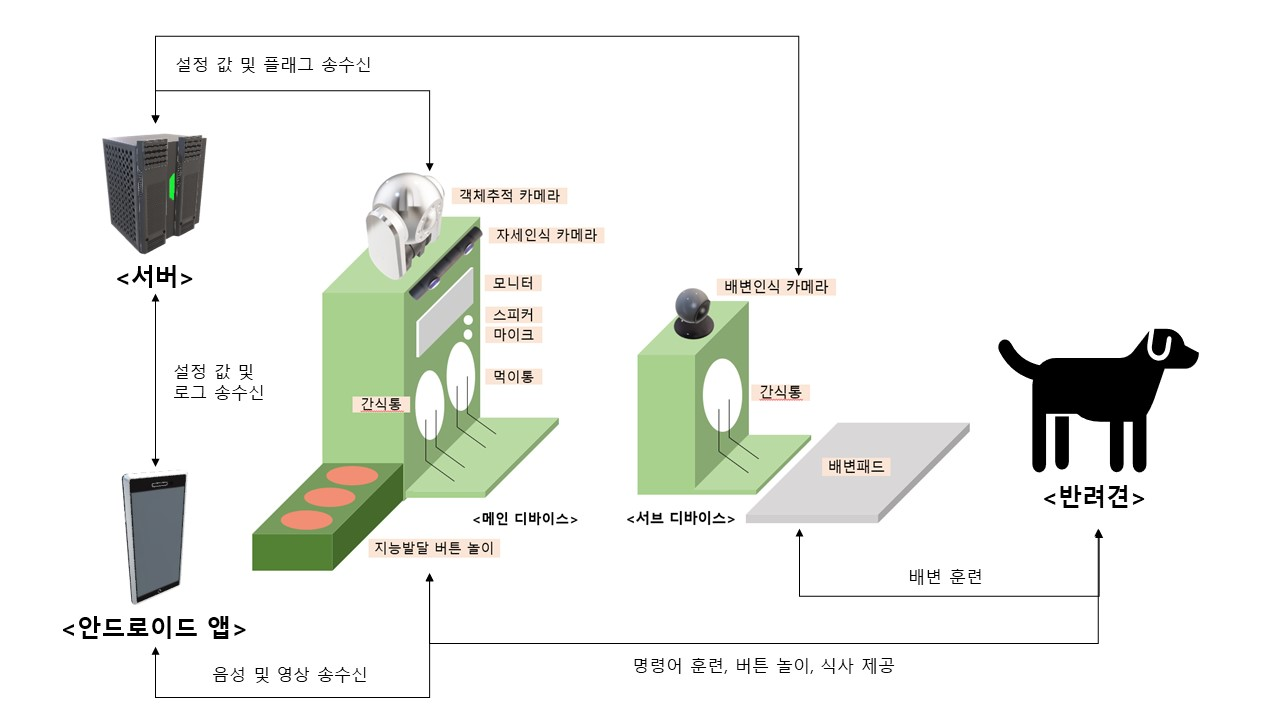 설정 값 및 플래그 송수신
객체추적 카메라
자세인식 카메라
<서버>
모니터
배변인식 카메라
스피커
마이크
설정 값 및
로그 송수신
먹이통
간식통
간식통
배변패드
<반려견>
<메인 디바이스>
<서브 디바이스>
지능발달 버튼 놀이
배변 훈련
<안드로이드 앱>
음성 및 영상 송수신
명령어 훈련, 버튼 놀이, 식사 제공